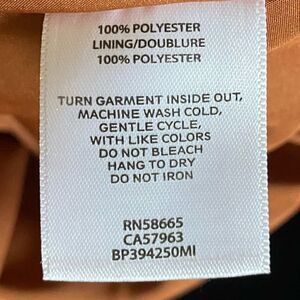 100% POLYESTER
LINING/DOUBLURE
100% POLYESTER
TURN GARMENT INSIDE OUT,
MACHINE WASH COLD,
GENTLE CYCLE,
WITH LIKE COLORS
DO NOT BLEACH
HANG TO DRY
DO NOT IRON
RN58665
CA57963
BP394250MI